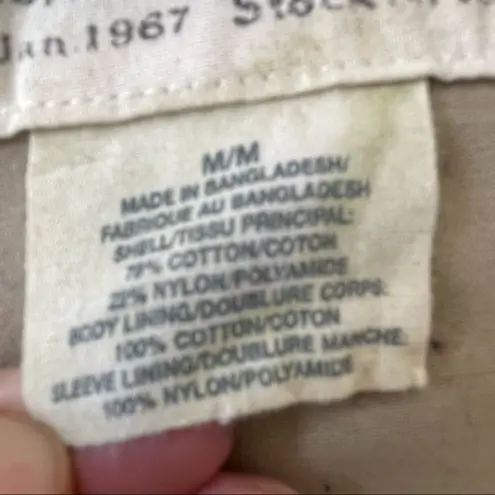 Jan. 1967 Stock
M/M
MADE IN BANGLADESH/
FABRIQUE AU BANGLADESH
SHELL/TISSU PRINCIPAL:
78% COTTON/COTON
22% NYLON/POLYAMIDE
BODY LINING/DOUBLURE CORPS:
100% COTTON/COTON
SLEEVE LINING/DOUBLURE MANCHE:
100% NYLON/POLYAMIDE